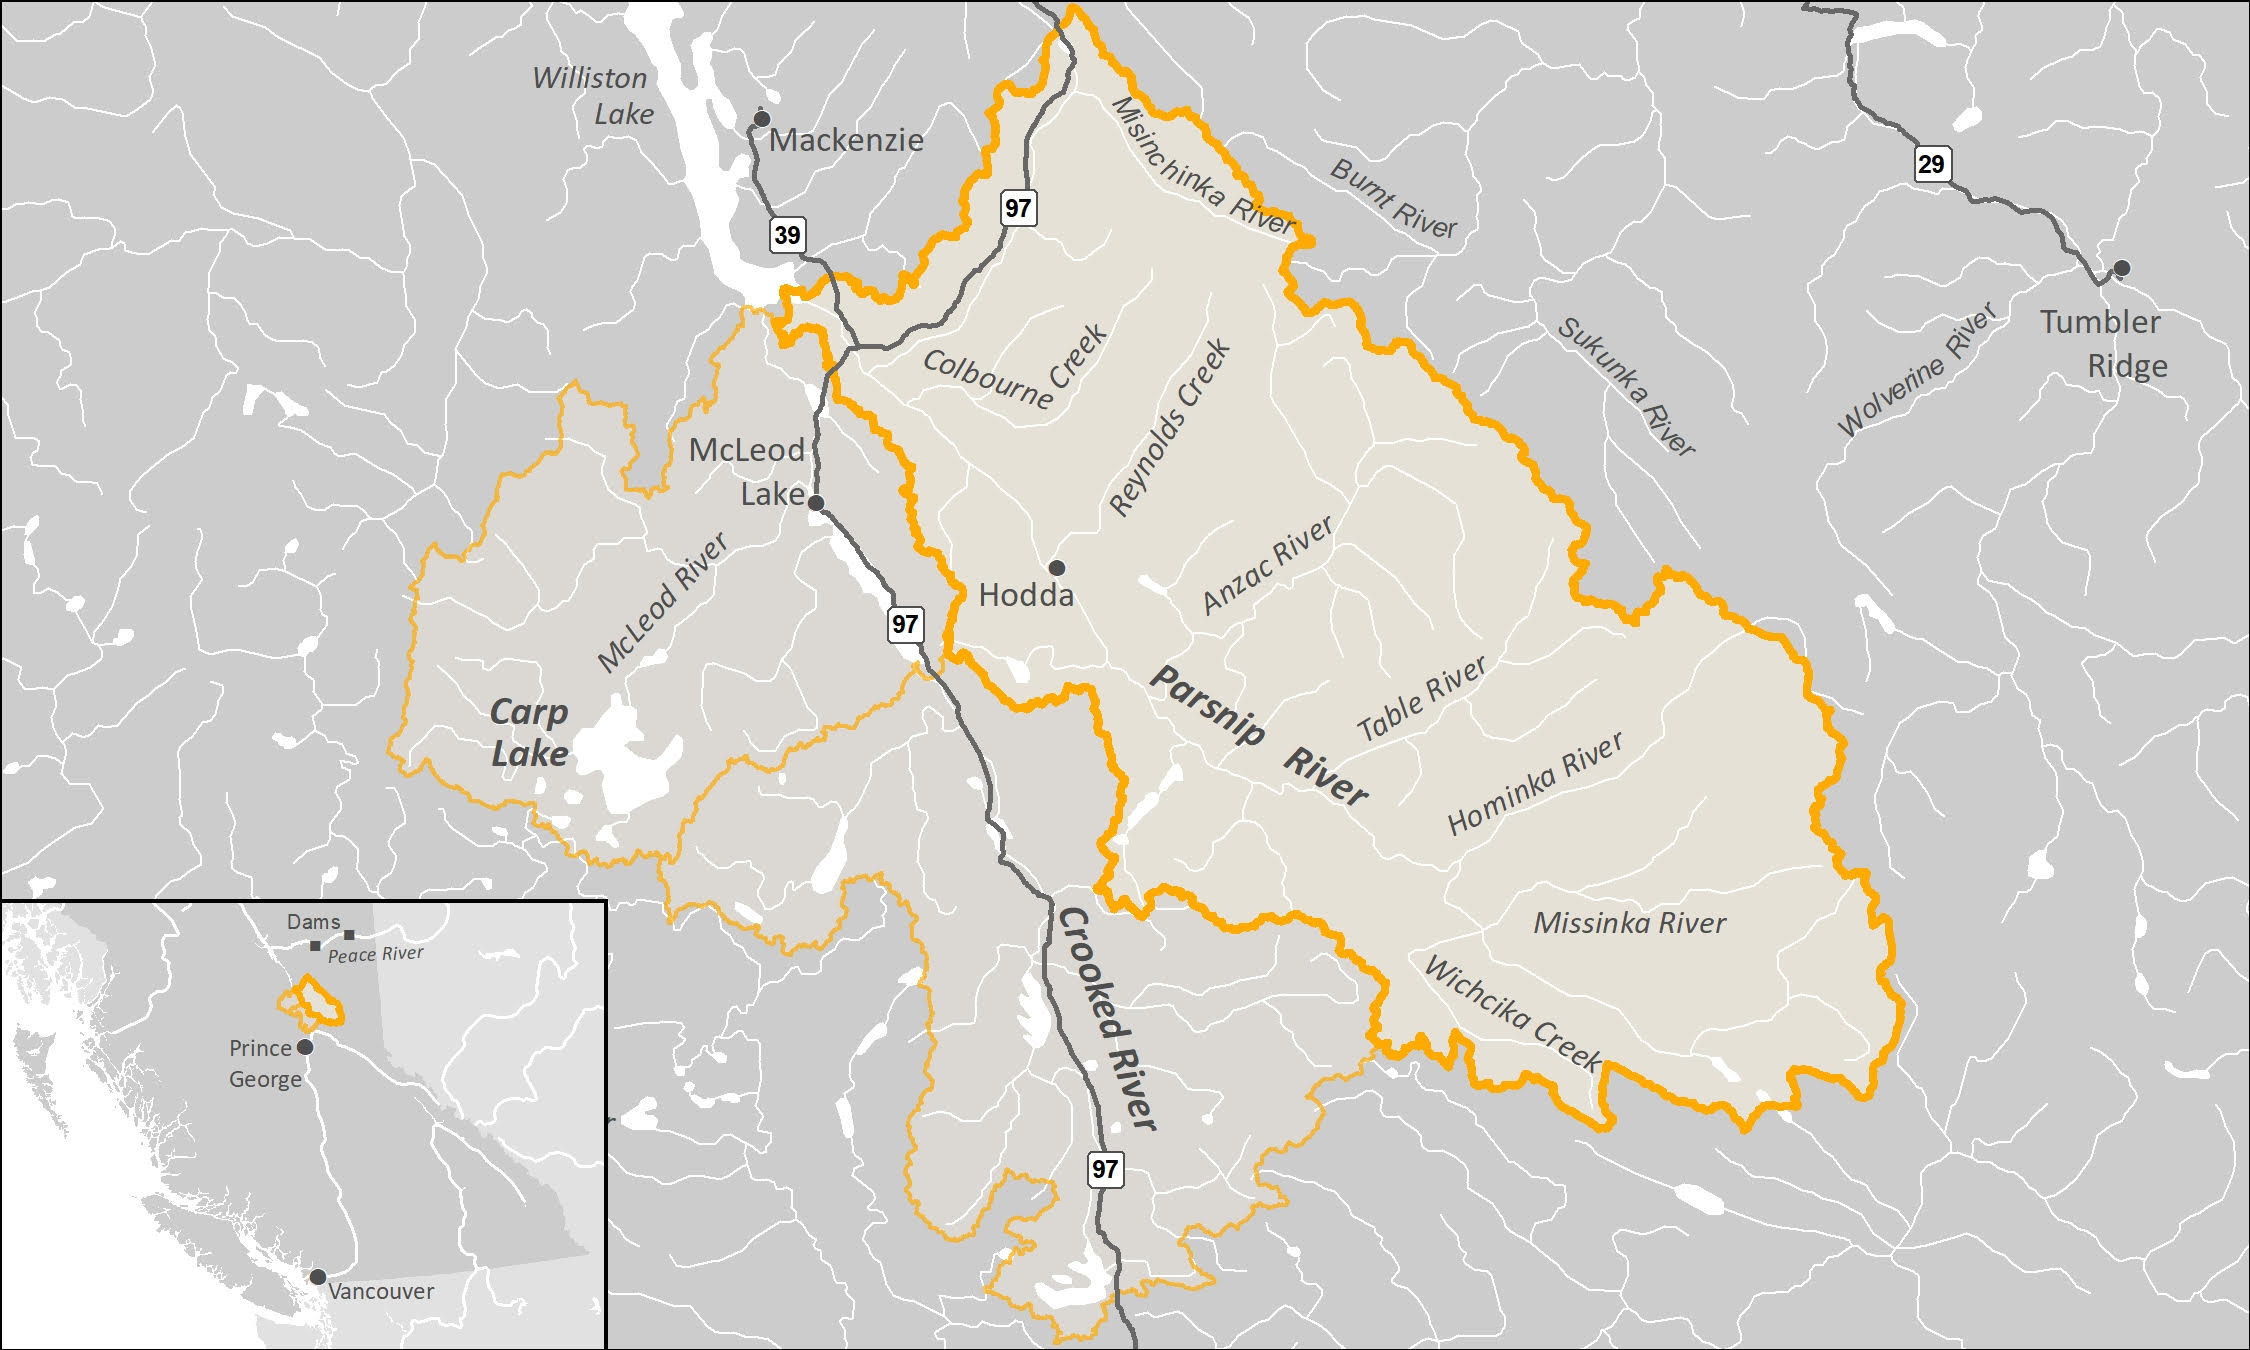 Williston
Lake
Mackenzie
39
97
Misinchinka River
Burnt River
29
Tumbler
Ridge
Wolverine River
Sukunka River
Colbourne Creek
Reynolds Creek
McLeod
Lake
McLeod River
97
Hodda
Anzac River
Carp
Lake
Parsnip River
Table River
Hominka River
Missinka River
Wichcika Creek
Crooked River
97
Dams
Peace River
Prince
George
Vancouver